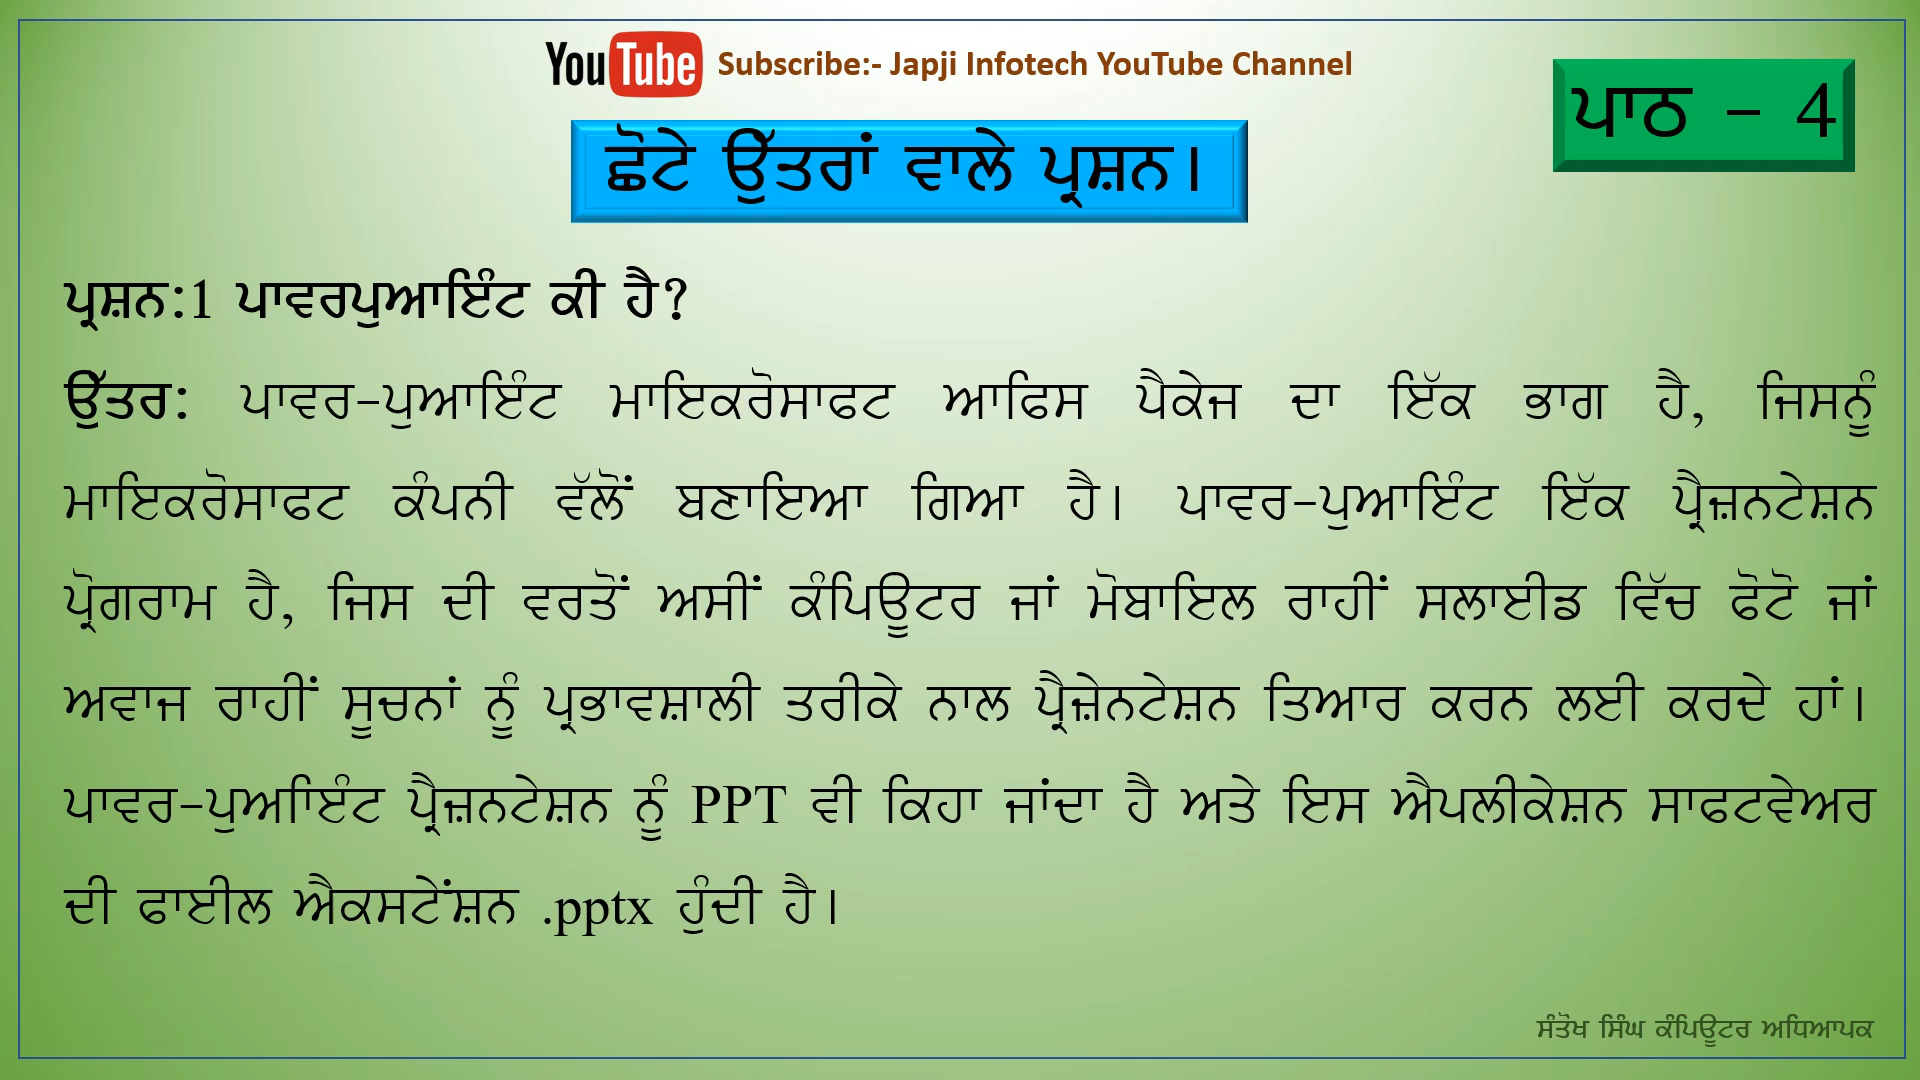 YouTube Subscribe:- Japji Infotech YouTube Channel
ਪਾਠ - 4
ਛੋਟੇ ਉੱਤਰਾਂ ਵਾਲੇ ਪ੍ਰਸ਼ਨ।
ਪ੍ਰਸ਼ਨ:1 ਪਾਵਰਪੁਆਇੰਟ ਕੀ ਹੈ?
ਉੱਤਰ: ਪਾਵਰ-ਪੁਆਇੰਟ ਮਾਇਕਰੋਸਾਫਟ ਆਫਿਸ ਪੈਕੇਜ ਦਾ ਇੱਕ ਭਾਗ ਹੈ, ਜਿਸਨੂੰ
ਮਾਇਕਰੋਸਾਫਟ ਕੰਪਨੀ ਵੱਲੋਂ ਬਣਾਇਆ ਗਿਆ ਹੈ। ਪਾਵਰ-ਪੁਆਇੰਟ ਇੱਕ ਪ੍ਰੈਜ਼ਨਟੇਸ਼ਨ
ਪ੍ਰੋਗਰਾਮ ਹੈ, ਜਿਸ ਦੀ ਵਰਤੋਂ ਅਸੀਂ ਕੰਪਿਊਟਰ ਜਾਂ ਮੋਬਾਇਲ ਰਾਹੀਂ ਸਲਾਈਡ ਵਿੱਚ ਫੋਟੋ ਜਾਂ
ਅਵਾਜ ਰਾਹੀਂ ਸੂਚਨਾਂ ਨੂੰ ਪ੍ਰਭਾਵਸ਼ਾਲੀ ਤਰੀਕੇ ਨਾਲ ਪ੍ਰੈਜ਼ੇਨਟੇਸ਼ਨ ਤਿਆਰ ਕਰਨ ਲਈ ਕਰਦੇ ਹਾਂ।
ਪਾਵਰ-ਪੁਆਿਇੰਟ ਪ੍ਰੈਜ਼ਨਟੇਸ਼ਨ ਨੂੰ PPT ਵੀ ਕਿਹਾ ਜਾਂਦਾ ਹੈ ਅਤੇ ਇਸ ਐਪਲੀਕੇਸ਼ਨ ਸਾਫਟਵੇਅਰ
ਦੀ ਫਾਈਲ ਐਕਸਟੇਂਸ਼ਨ .pptx ਹੁੰਦੀ ਹੈ।
ਸੰਤੋਖ ਸਿੰਘ ਕੰਪਿਊਟਰ ਅਧਿਆਪਕ